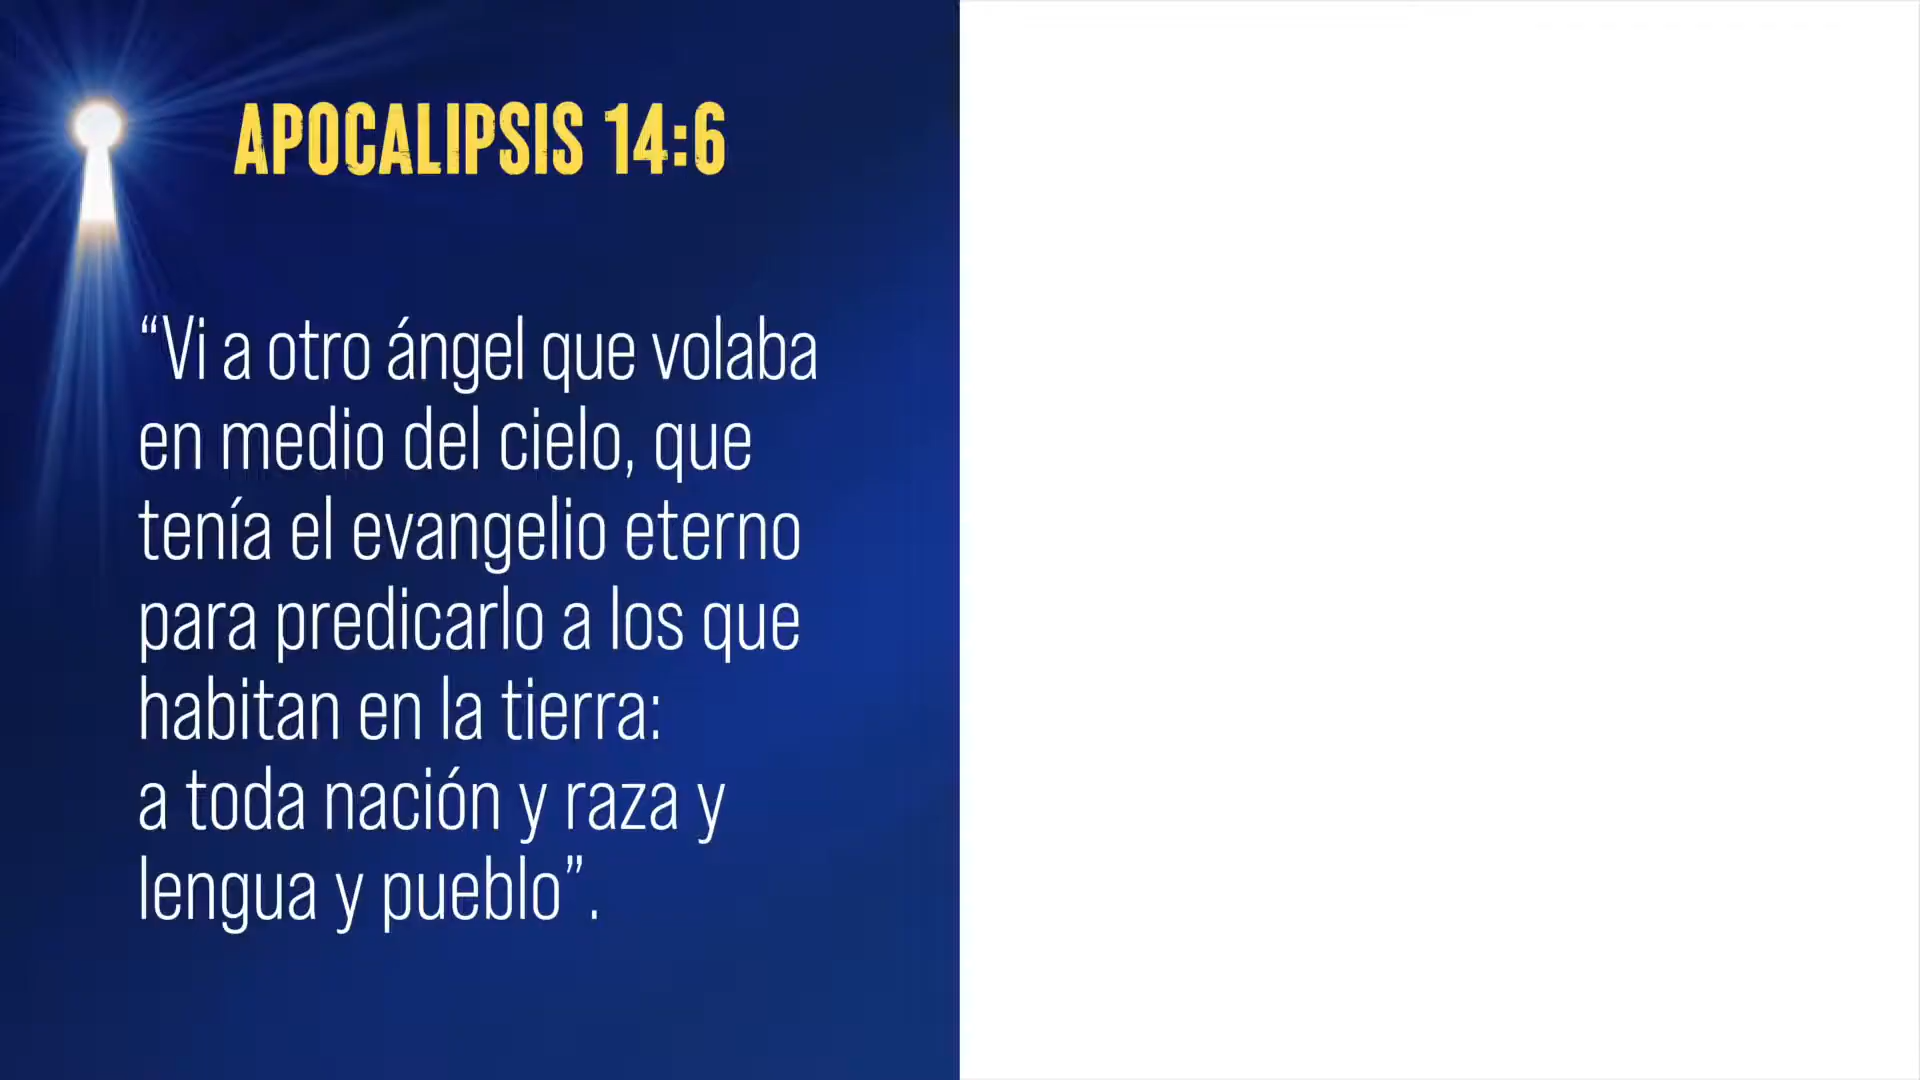 APOCALIPSIS 14:6
“Vi a otro ángel que volaba
en medio del cielo, que
tenía el evangelio eterno
para predicarlo a los que
habitan en la tierra:
a toda nación y raza y
lengua y pueblo”.